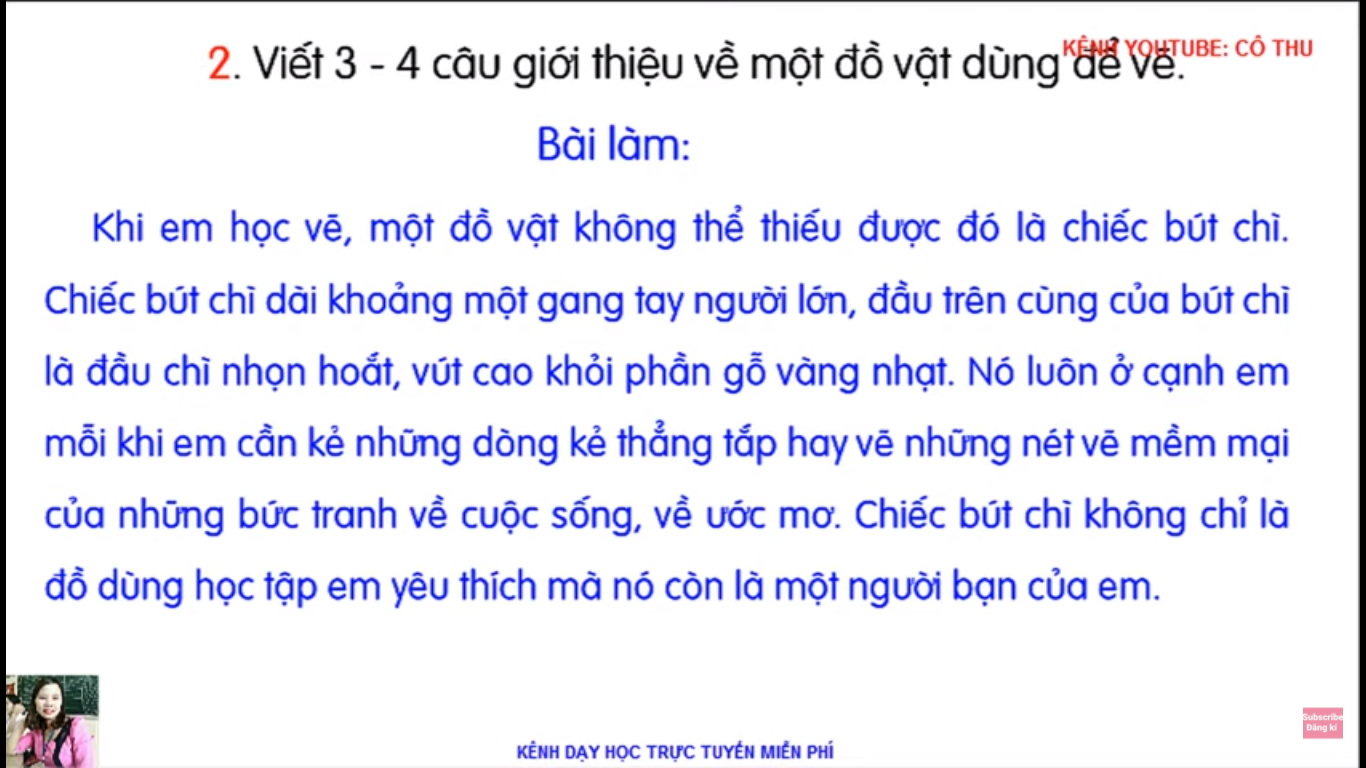 KÊNH YOUTUBE: CÔ THU
2. Viết 3 - 4 câu giới thiệu về một đồ vật dùng để vẽ.
Bài làm:
Khi em học vẽ, một đồ vật không thể thiếu được đó là chiếc bút chì.
Chiếc bút chì dài khoảng một gang tay người lớn, đầu trên cùng của bút chì
là đầu chì nhọn hoắt, vút cao khỏi phần gỗ vàng nhạt. Nó luôn ở cạnh em
mỗi khi em cần kẻ những dòng kẻ thẳng tắp hay vẽ những nét vẽ mềm mại
của những bức tranh về cuộc sống, về ước mơ. Chiếc bút chì không chỉ là
đồ dùng học tập em yêu thích mà nó còn là một người bạn của em.
Subscribe
Đăng kí
KÊNH DẠY HỌC TRỰC TUYẾN MIỄN PHÍ